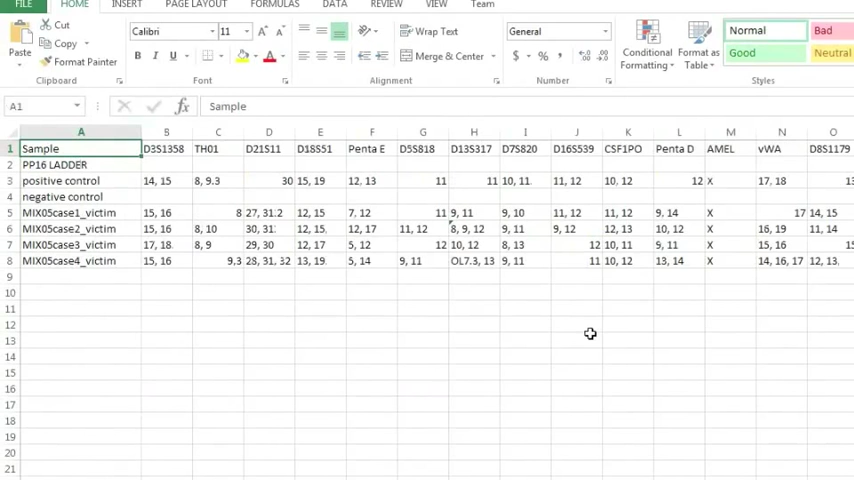 FILE HOME INSERT PAGE LAYOUT FORMULAS DATA REVIEW VIEW Team
Cut
Copy
Format Painter
Paste
Clipboard
Calibri 11
B I U
Font
Wrap Text
Merge & Center
Alignment
General
$ % ,
Number
Conditional Formatting
Format as Table
Normal Bad
Good Neutral
Styles
A1 fx Sample
A B C D E F G H I J K L M N O
1 Sample D3S1358 TH01 D21S11 D18S51 Penta E D5S818 D13S317 D7S820 D16S539 CSF1PO Penta D AMEL vWA D8S1179
2 PP16 LADDER
3 positive control 14, 15 8, 9.3 30 15, 19 12, 13 11 11 10, 11 11, 12 10, 12 12 X 17, 18 13
4 negative control
5 MIX05case1_victim 15, 16 8 27, 31.2 12, 15 7, 12 11 9, 11 9, 10 11, 12 11, 12 9, 14 X 17 14, 15
6 MIX05case2_victim 15, 16 8, 10 30, 31 12, 15 12, 17 11, 12 8, 9, 12 9, 11 9, 12 12, 13 10, 12 X 16, 19 11, 14
7 MIX05case3_victim 17, 18 8, 9 29, 30 12, 17 5, 12 12 10, 12 8, 13 12 10, 11 9, 11 X 15, 16 15
8 MIX05case4_victim 15, 16 9.3 28, 31, 32 13, 19 5, 14 9, 11 OL7.3, 13 9, 11 11 10, 12 13, 14 X 14, 16, 17 12, 13
9
10
11
12
13
14
15
16
17
18
19
20
21